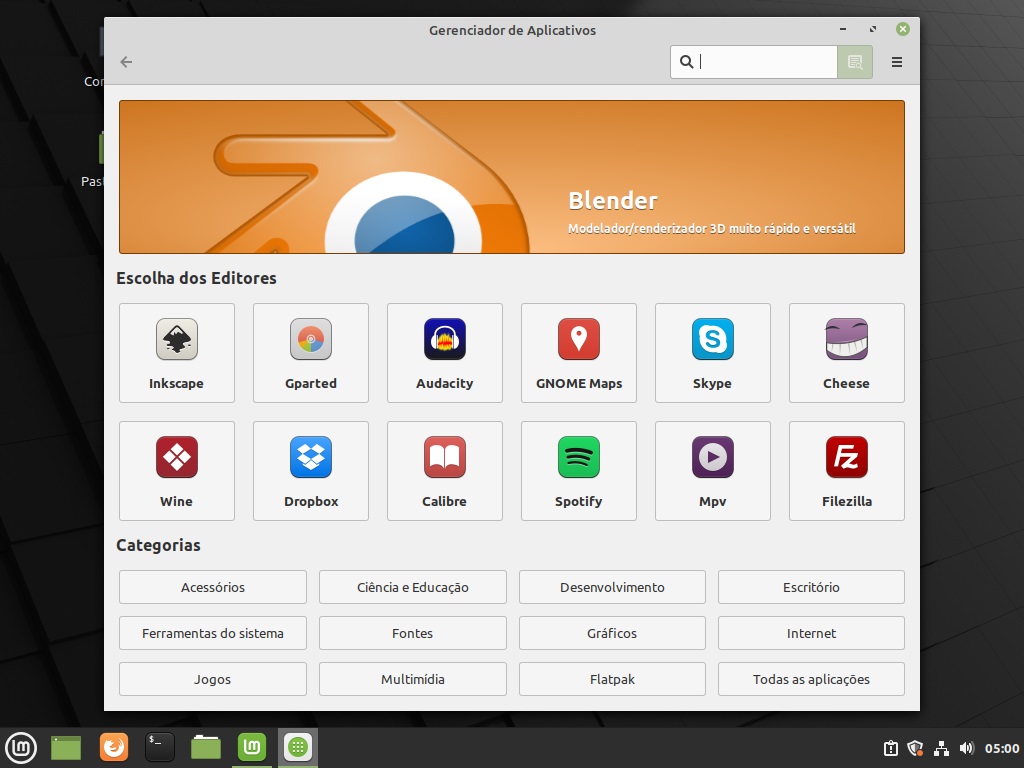 Gerenciador de Aplicativos
Blender
Modelador/renderizador 3D muito rápido e versátil
Escolha dos Editores
Inkscape
Gparted
Audacity
GNOME Maps
Skype
Cheese
Wine
Dropbox
Calibre
Spotify
Mpv
Filezilla
Categorias
Acessórios
Ciência e Educação
Desenvolvimento
Escritório
Ferramentas do sistema
Fontes
Gráficos
Internet
Jogos
Multimídia
Flatpak
Todas as aplicações
$_
05:00